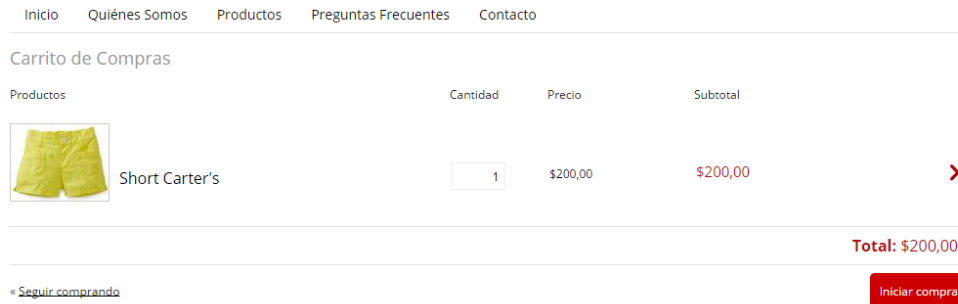 Inicio Quiénes Somos Productos Preguntas Frecuentes Contacto
Carrito de Compras
Productos Cantidad Precio Subtotal
Short Carter's 1 $200,00 $200,00
Total: $200,00
« Seguir comprando Iniciar compra